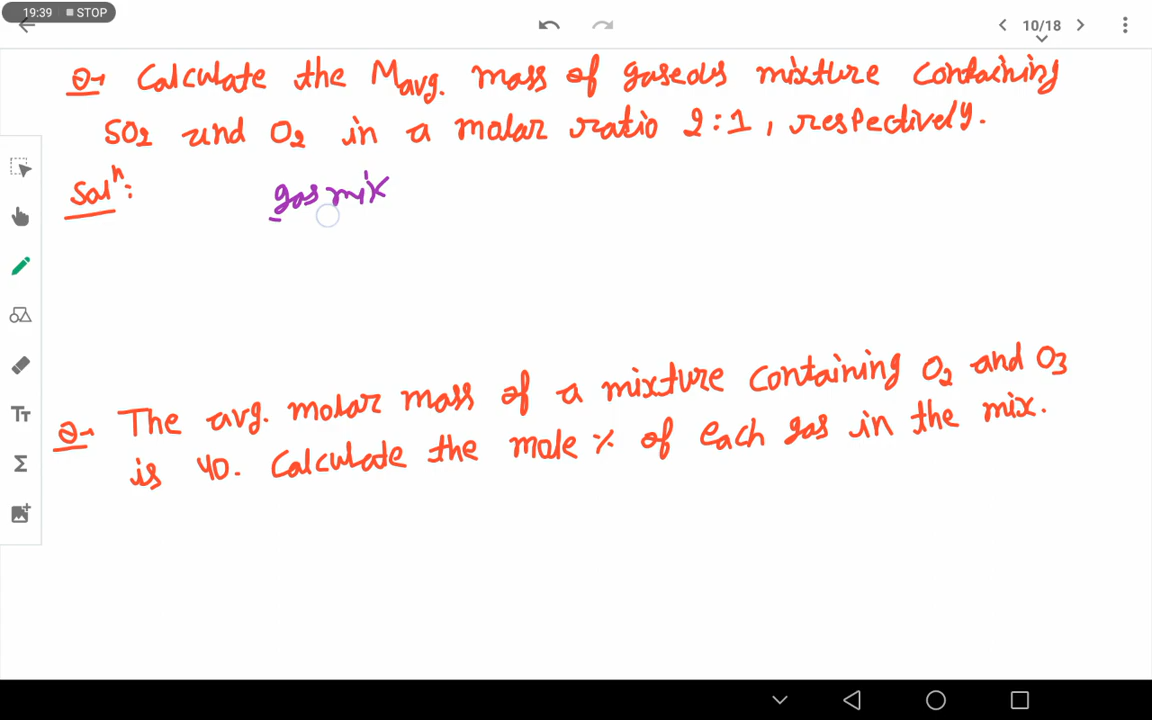 19:39 STOP
10/18
Q→ Calculate the Mavg. mass of gaseous mixture containing
SO2 and O2 in a molar ratio 2:1, respectively.
Solⁿ:
gas mix
Q→ The avg. molar mass of a mixture containing O2 and O3
is 40. Calculate the mole % of each gas in the mix.
Tт
Σ